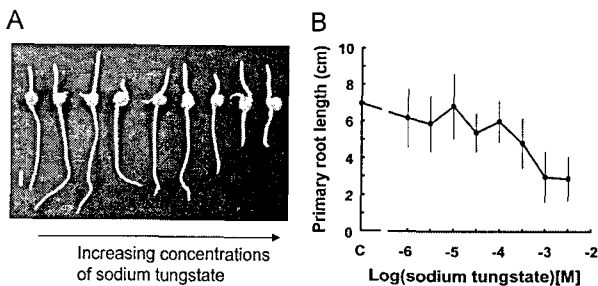 A
Increasing concentrations
of sodium tungstate
B
Primary root length (cm)
10
8
6
4
2
0
C -6 -5 -4 -3 -2
Log(sodium tungstate)[M]